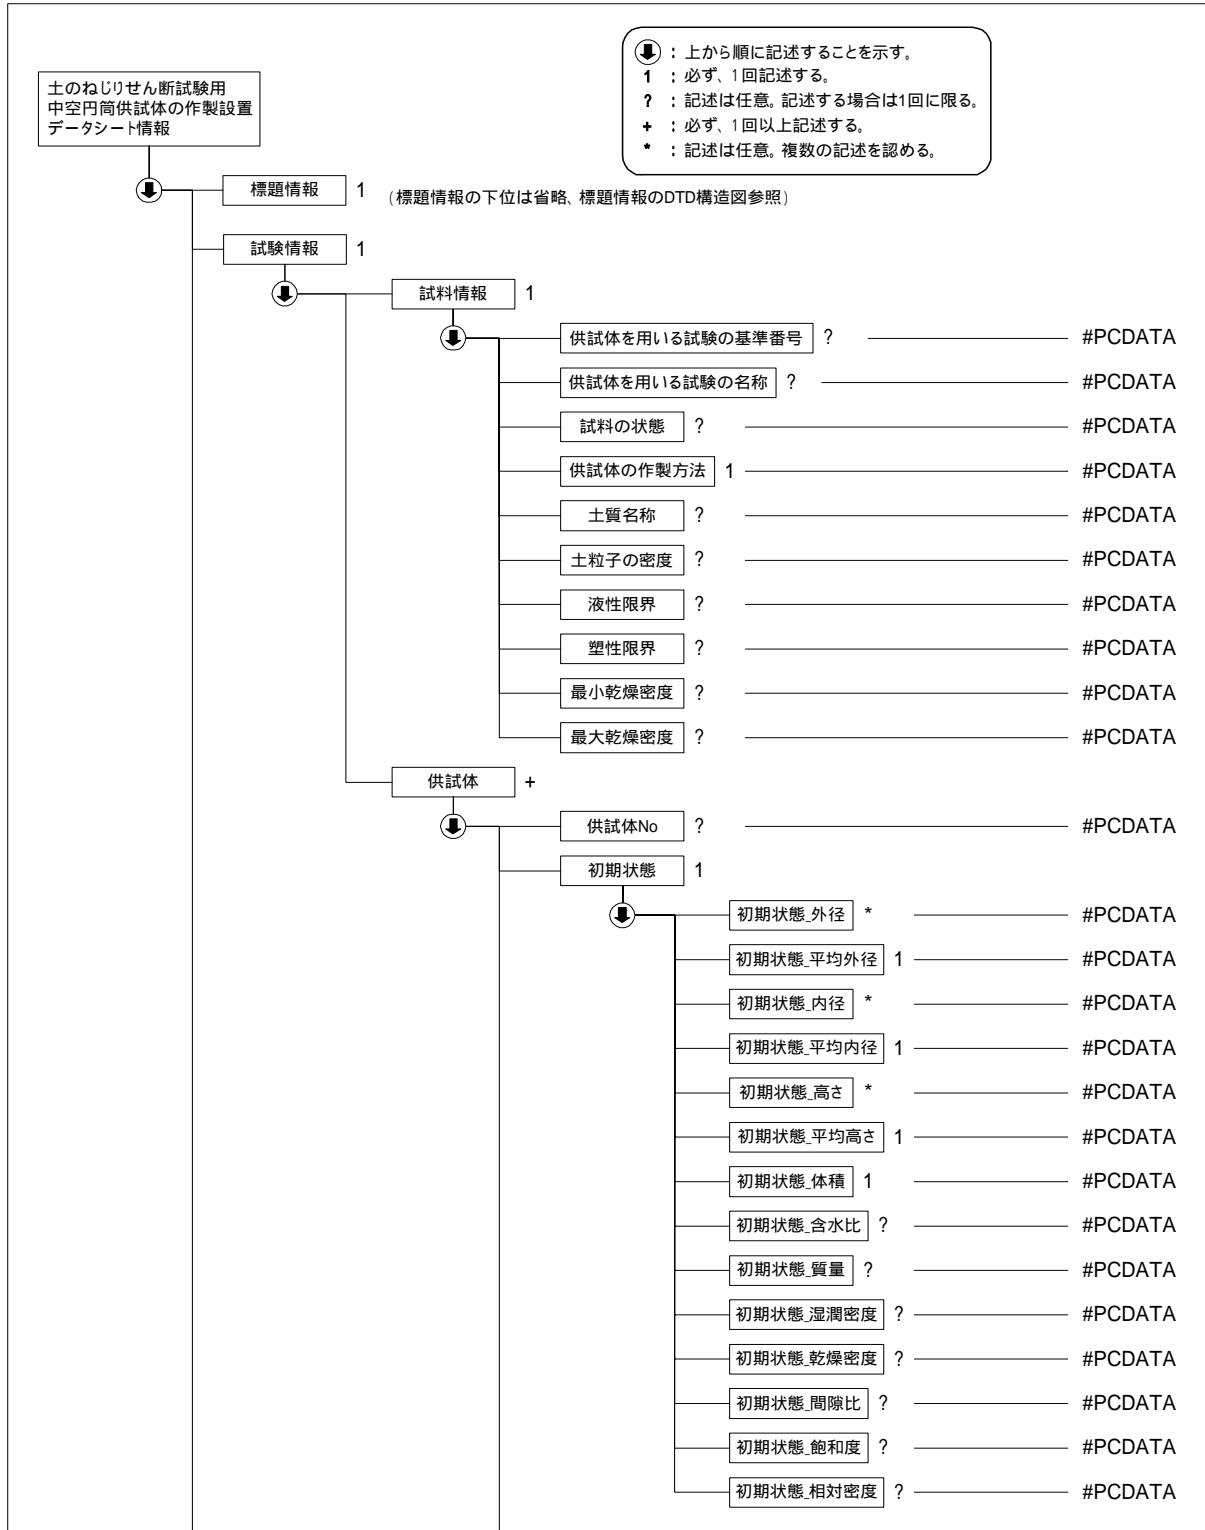 ： 上から順に記述することを示す。
1 ： 必ず、1回記述する。
? ： 記述は任意。記述する場合は1回に限る。
+ ： 必ず、1回以上記述する。
* ： 記述は任意。複数の記述を認める。
土のねじりせん断試験用
中空円筒供試体の作製設置
データシート情報
標題情報 1 (標題情報の下位は省略、標題情報のDTD構造図参照)
試験情報 1
試料情報 1
供試体を用いる試験の基準番号 ? #PCDATA
供試体を用いる試験の名称 ? #PCDATA
試料の状態 ? #PCDATA
供試体の作製方法 1 #PCDATA
土質名称 ? #PCDATA
土粒子の密度 ? #PCDATA
液性限界 ? #PCDATA
塑性限界 ? #PCDATA
最小乾燥密度 ? #PCDATA
最大乾燥密度 ? #PCDATA
供試体 +
供試体No ? #PCDATA
初期状態 1
初期状態_外径 * #PCDATA
初期状態_平均外径 1 #PCDATA
初期状態_内径 * #PCDATA
初期状態_平均内径 1 #PCDATA
初期状態_高さ * #PCDATA
初期状態_平均高さ 1 #PCDATA
初期状態_体積 1 #PCDATA
初期状態_含水比 ? #PCDATA
初期状態_質量 ? #PCDATA
初期状態_湿潤密度 ? #PCDATA
初期状態_乾燥密度 ? #PCDATA
初期状態_間隙比 ? #PCDATA
初期状態_飽和度 ? #PCDATA
初期状態_相対密度 ? #PCDATA